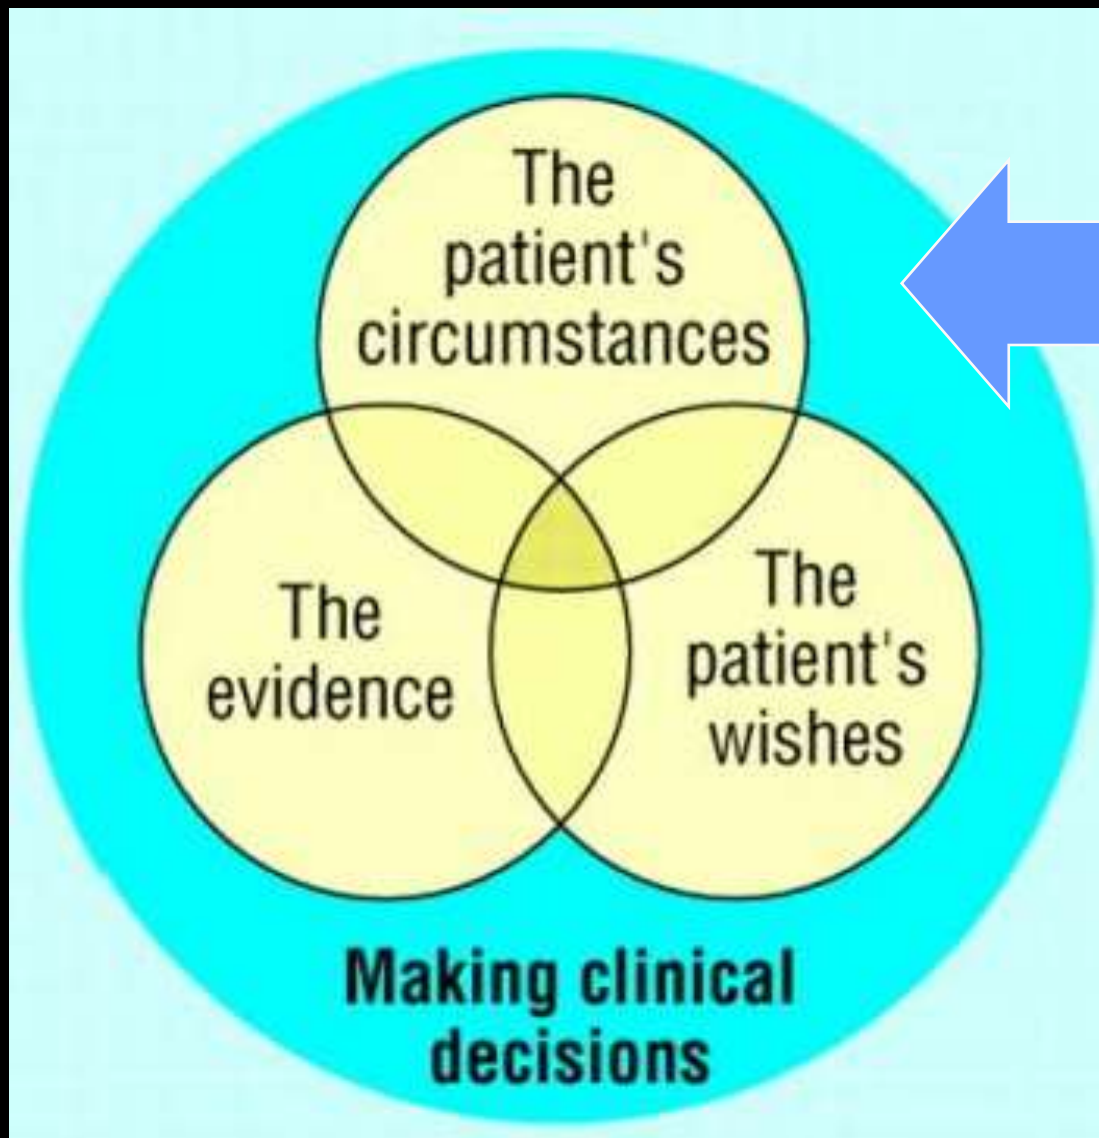 The
patient's
circumstances
The
evidence
The
patient's
wishes
Making clinical
decisions